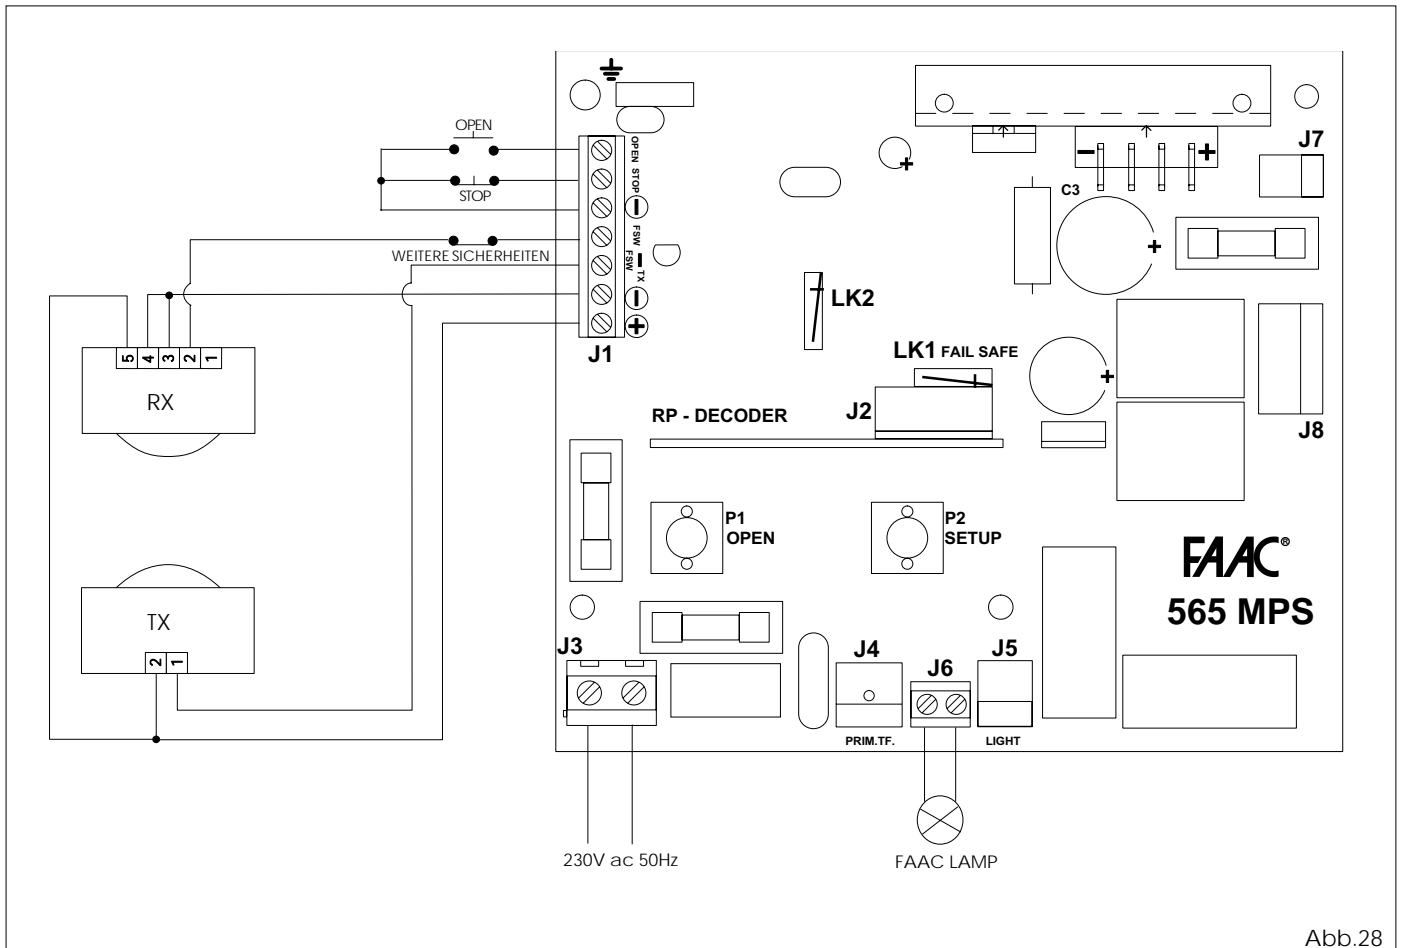 OPEN
STOP
WEITERE SICHERHEITEN
OPEN STOP
−
FSW
− TX
FSW
−
+
J1
5 4 3 2 1
RX
TX
2 1
LK2
LK1 FAIL SAFE
J2
RP - DECODER
P1
OPEN
P2
SETUP
C3
− +
+
+
+
J7
J8
FAAC®
565 MPS
J3
J4
J6
J5
PRIM.TF.
LIGHT
230V ac 50Hz
FAAC LAMP
Abb.28